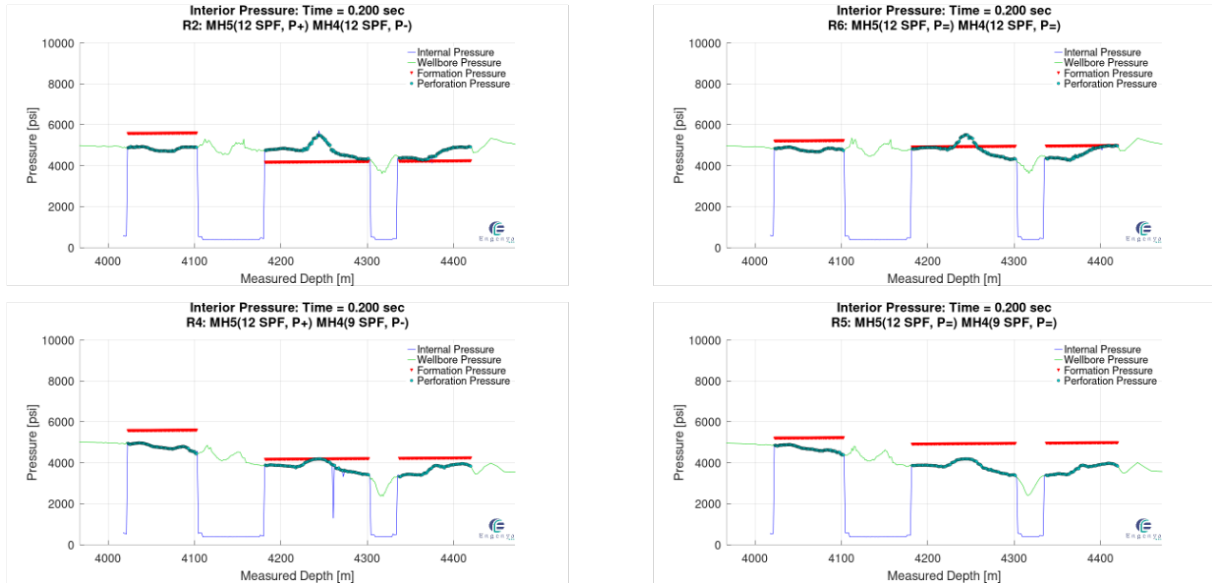 Interior Pressure: Time = 0.200 sec
R2: MH5(12 SPF, P+) MH4(12 SPF, P-)
Internal Pressure
Wellbore Pressure
Formation Pressure
Perforation Pressure
10000
8000
6000
4000
2000
0
Pressure [psi]
4000 4100 4200 4300 4400
Measured Depth [m]
Interior Pressure: Time = 0.200 sec
R6: MH5(12 SPF, P=) MH4(12 SPF, P=)
Internal Pressure
Wellbore Pressure
Formation Pressure
Perforation Pressure
10000
8000
6000
4000
2000
0
Pressure [psi]
4000 4100 4200 4300 4400
Measured Depth [m]
Interior Pressure: Time = 0.200 sec
R4: MH5(12 SPF, P+) MH4(9 SPF, P-)
Internal Pressure
Wellbore Pressure
Formation Pressure
Perforation Pressure
10000
8000
6000
4000
2000
0
Pressure [psi]
4000 4100 4200 4300 4400
Measured Depth [m]
Interior Pressure: Time = 0.200 sec
R5: MH5(12 SPF, P=) MH4(9 SPF, P=)
Internal Pressure
Wellbore Pressure
Formation Pressure
Perforation Pressure
10000
8000
6000
4000
2000
0
Pressure [psi]
4000 4100 4200 4300 4400
Measured Depth [m]